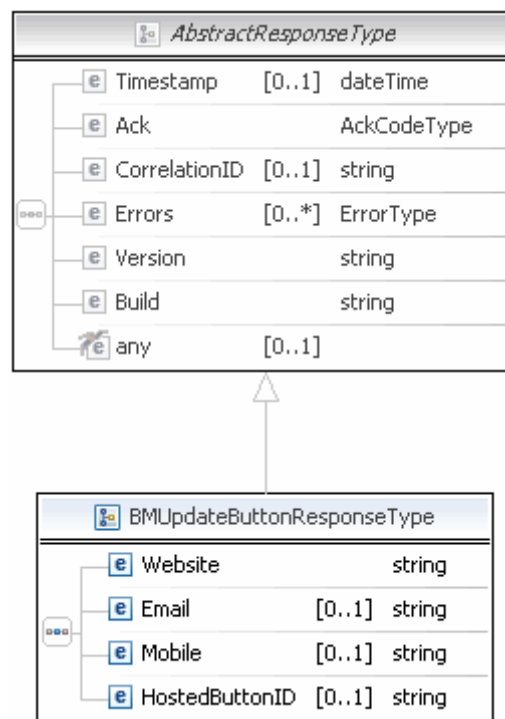 AbstractResponseType
e Timestamp [0..1] dateTime
e Ack AckCodeType
e CorrelationID [0..1] string
e Errors [0..*] ErrorType
e Version string
e Build string
e any [0..1]
BMUpdateButtonResponseType
e Website string
e Email [0..1] string
e Mobile [0..1] string
e HostedButtonID [0..1] string